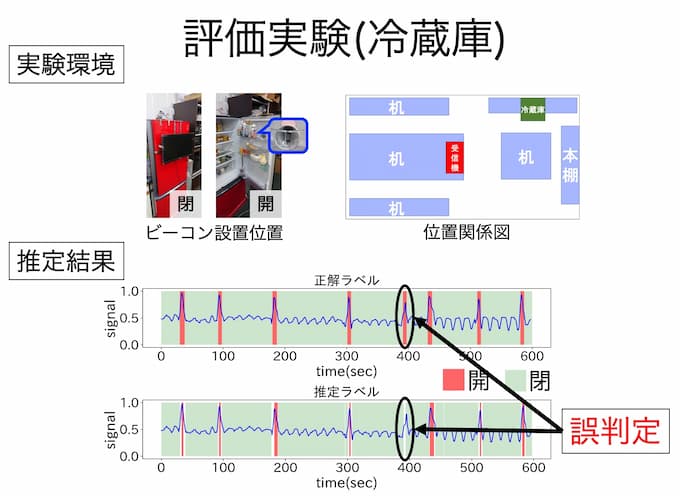 評価実験(冷蔵庫)
実験環境
閉
開
ビーコン設置位置
机
冷蔵庫
机
受信機
机
本棚
机
位置関係図
推定結果
正解ラベル
signal
1.0
0.5
0.0
0 100 200 300 400 500 600
time(sec)
開 閉
推定ラベル
signal
1.0
0.5
0.0
0 100 200 300 400 500 600
time(sec)
誤判定